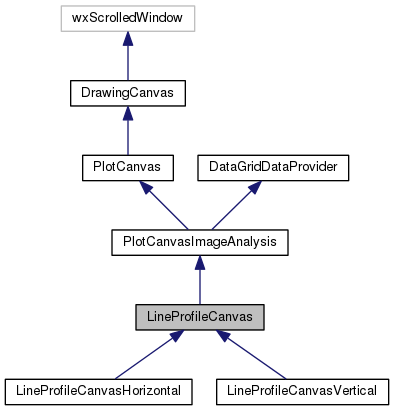 wxScrolledWindow
DrawingCanvas
PlotCanvas
DataGridDataProvider
PlotCanvasImageAnalysis
LineProfileCanvas
LineProfileCanvasHorizontal
LineProfileCanvasVertical